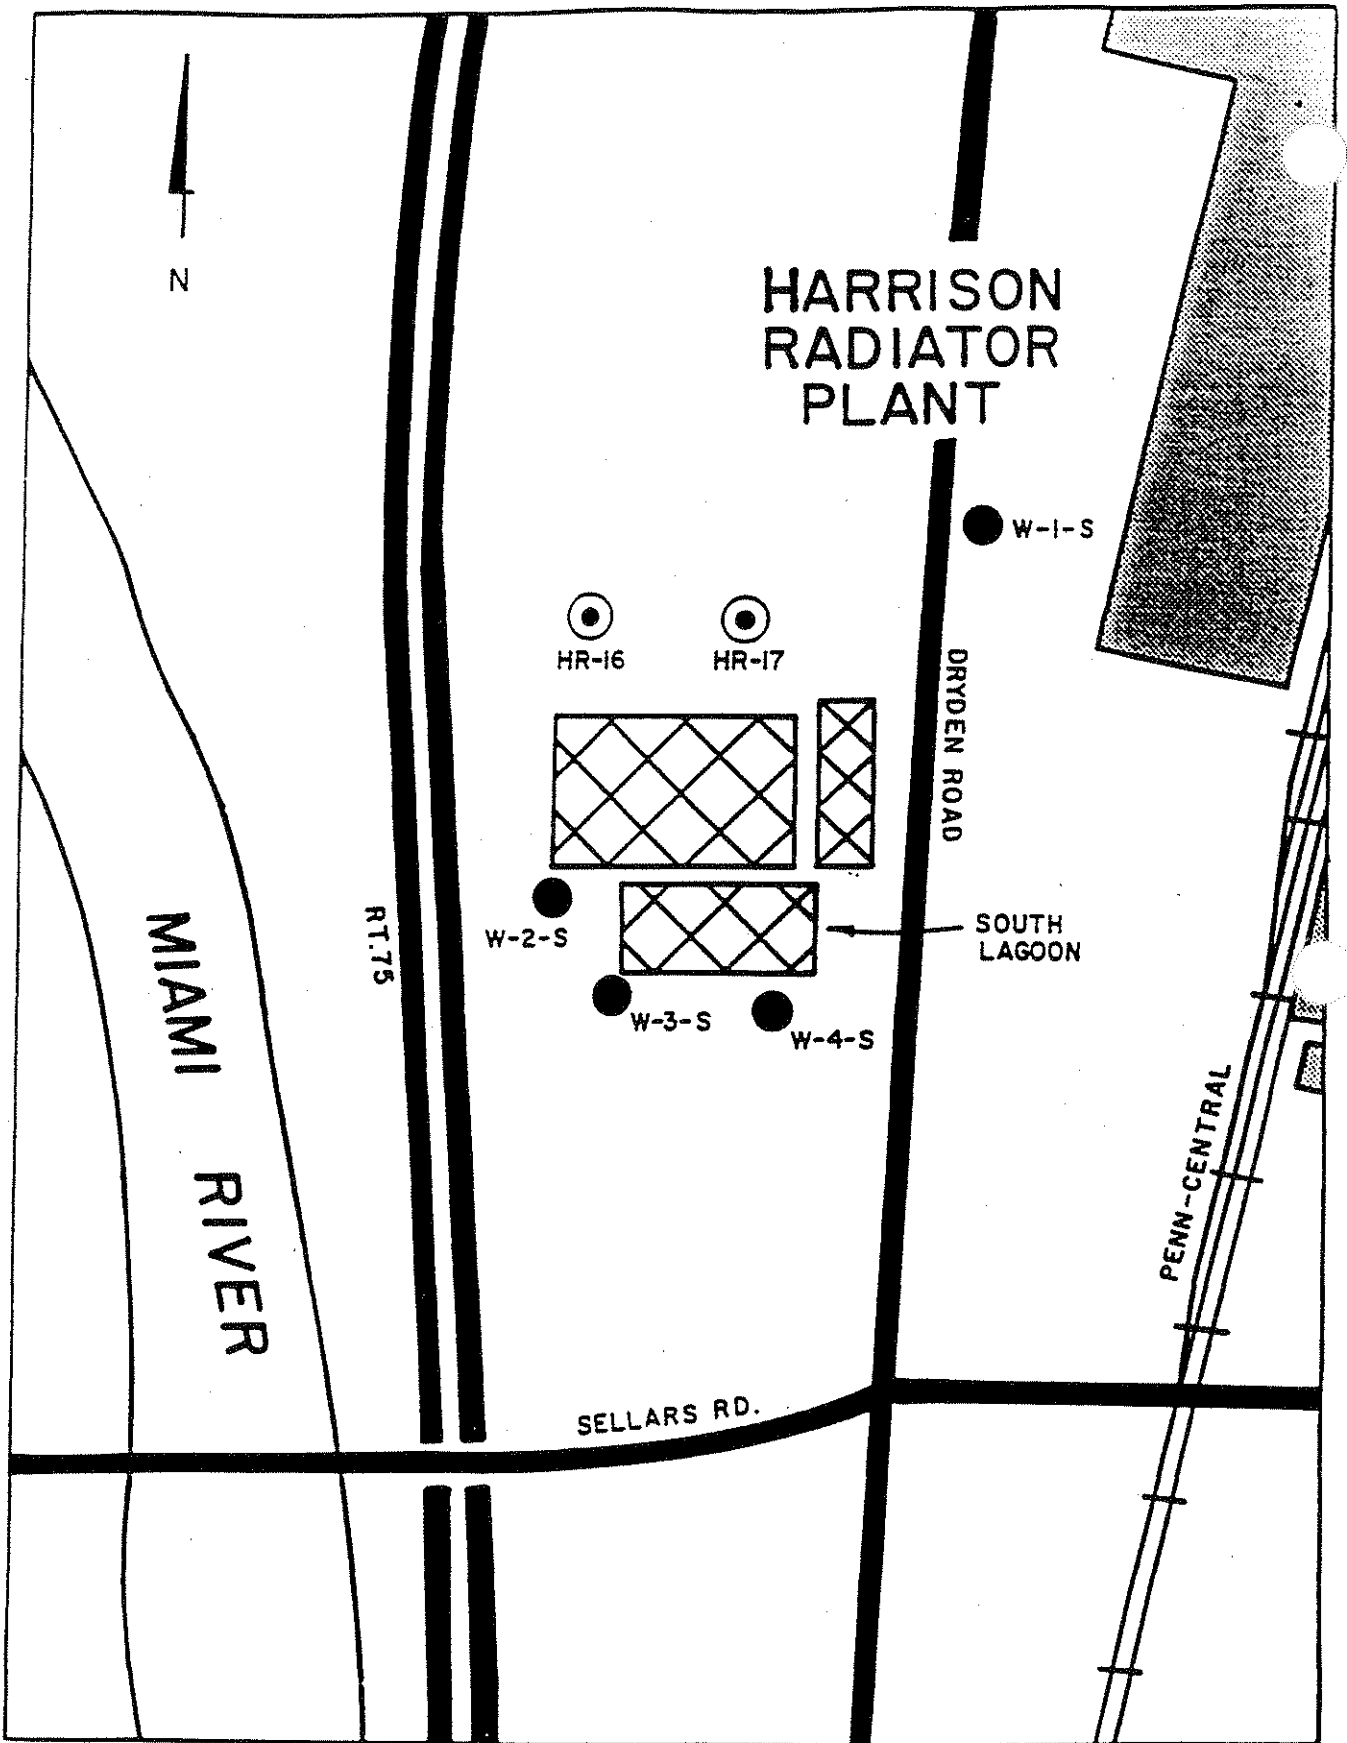 N
HARRISON
RADIATOR
PLANT
W-1-S
HR-16
HR-17
DRYDEN ROAD
RT.75
MIAMI RIVER
W-2-S
SOUTH
LAGOON
W-3-S
W-4-S
PENN-CENTRAL
SELLARS RD.